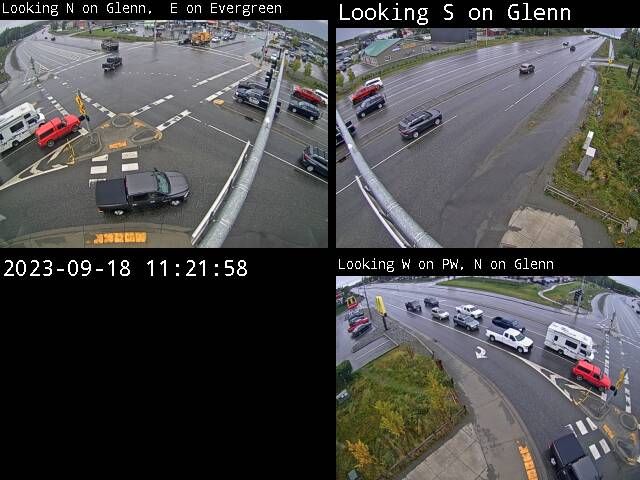 Looking N on Glenn, E on Evergreen
Looking S on Glenn
2023-09-18 11:21:58
Looking W on PW, N on Glenn